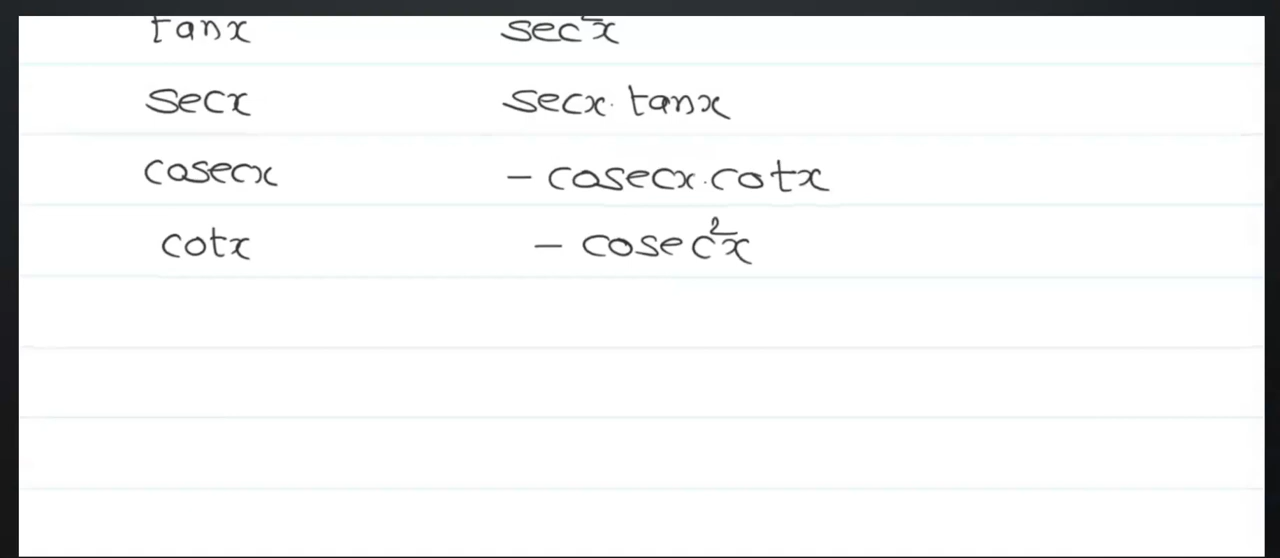 tanx sec²x
secx secx·tanx
cosecx - cosecx·cotx
cotx - cosec²x